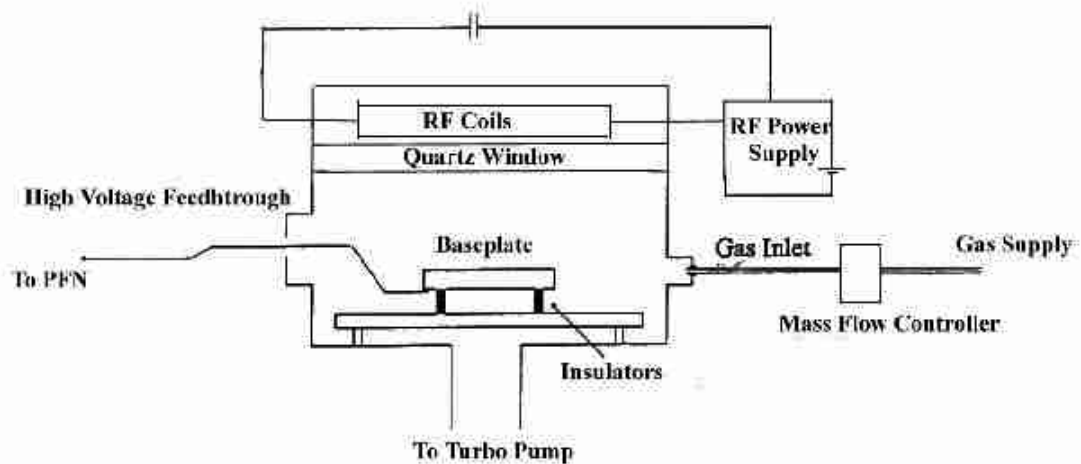 RF Coils
RF Power
Supply
Quartz Window
High Voltage Feedhtrough
Baseplate
Gas Inlet
Gas Supply
To PFN
Mass Flow Controller
Insulators
To Turbo Pump